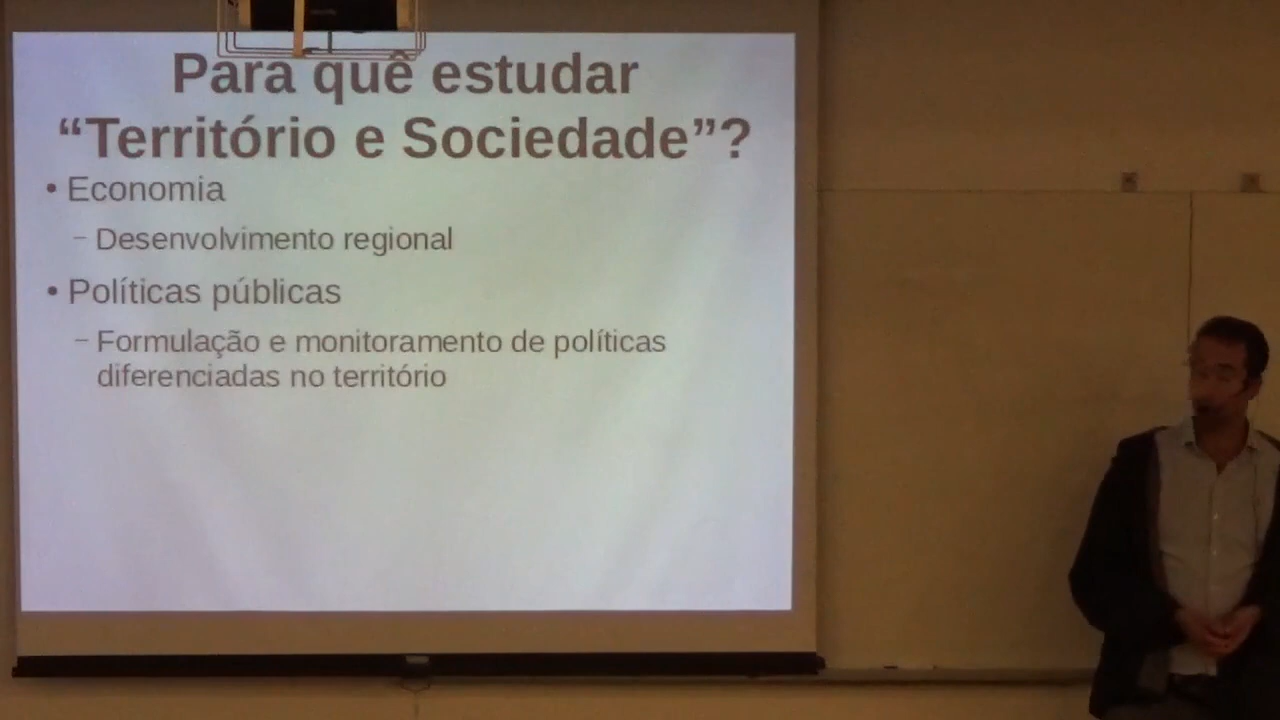 Para quê estudar
“Território e Sociedade”?
• Economia
– Desenvolvimento regional
• Políticas públicas
– Formulação e monitoramento de políticas
diferenciadas no território